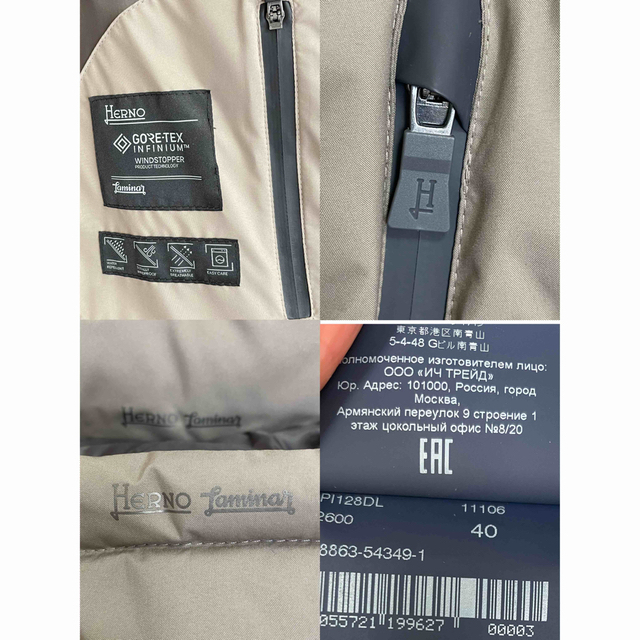 HERNO
GORE-TEX
INFINIUM™
WINDSTOPPER
PRODUCT TECHNOLOGY
Laminar
EASY CARE
H
HERNO Laminar
HERNO Laminar
東京都港区南青山
5-4-48 Gビル南青山
олномоченное изготовителем лицо:
ООО «ИЧ ТРЕЙД»
Юр. Адрес: 101000, Россия, город
Москва,
Армянский переулок 9 строение 1
этаж цокольный офис №8/20
EAC
PI128DL 11106
2600 40
8863-54349-1
055721 199627 00003